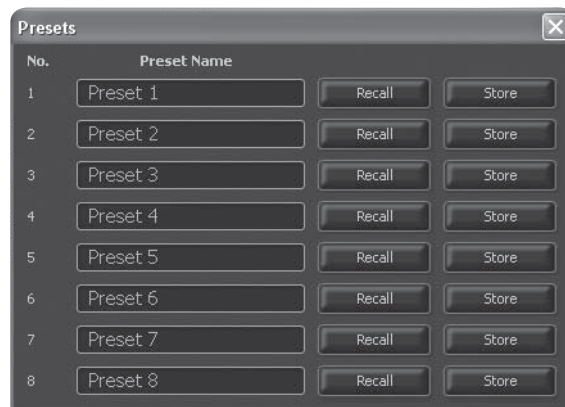 Presets
No. Preset Name
1 Preset 1 Recall Store
2 Preset 2 Recall Store
3 Preset 3 Recall Store
4 Preset 4 Recall Store
5 Preset 5 Recall Store
6 Preset 6 Recall Store
7 Preset 7 Recall Store
8 Preset 8 Recall Store